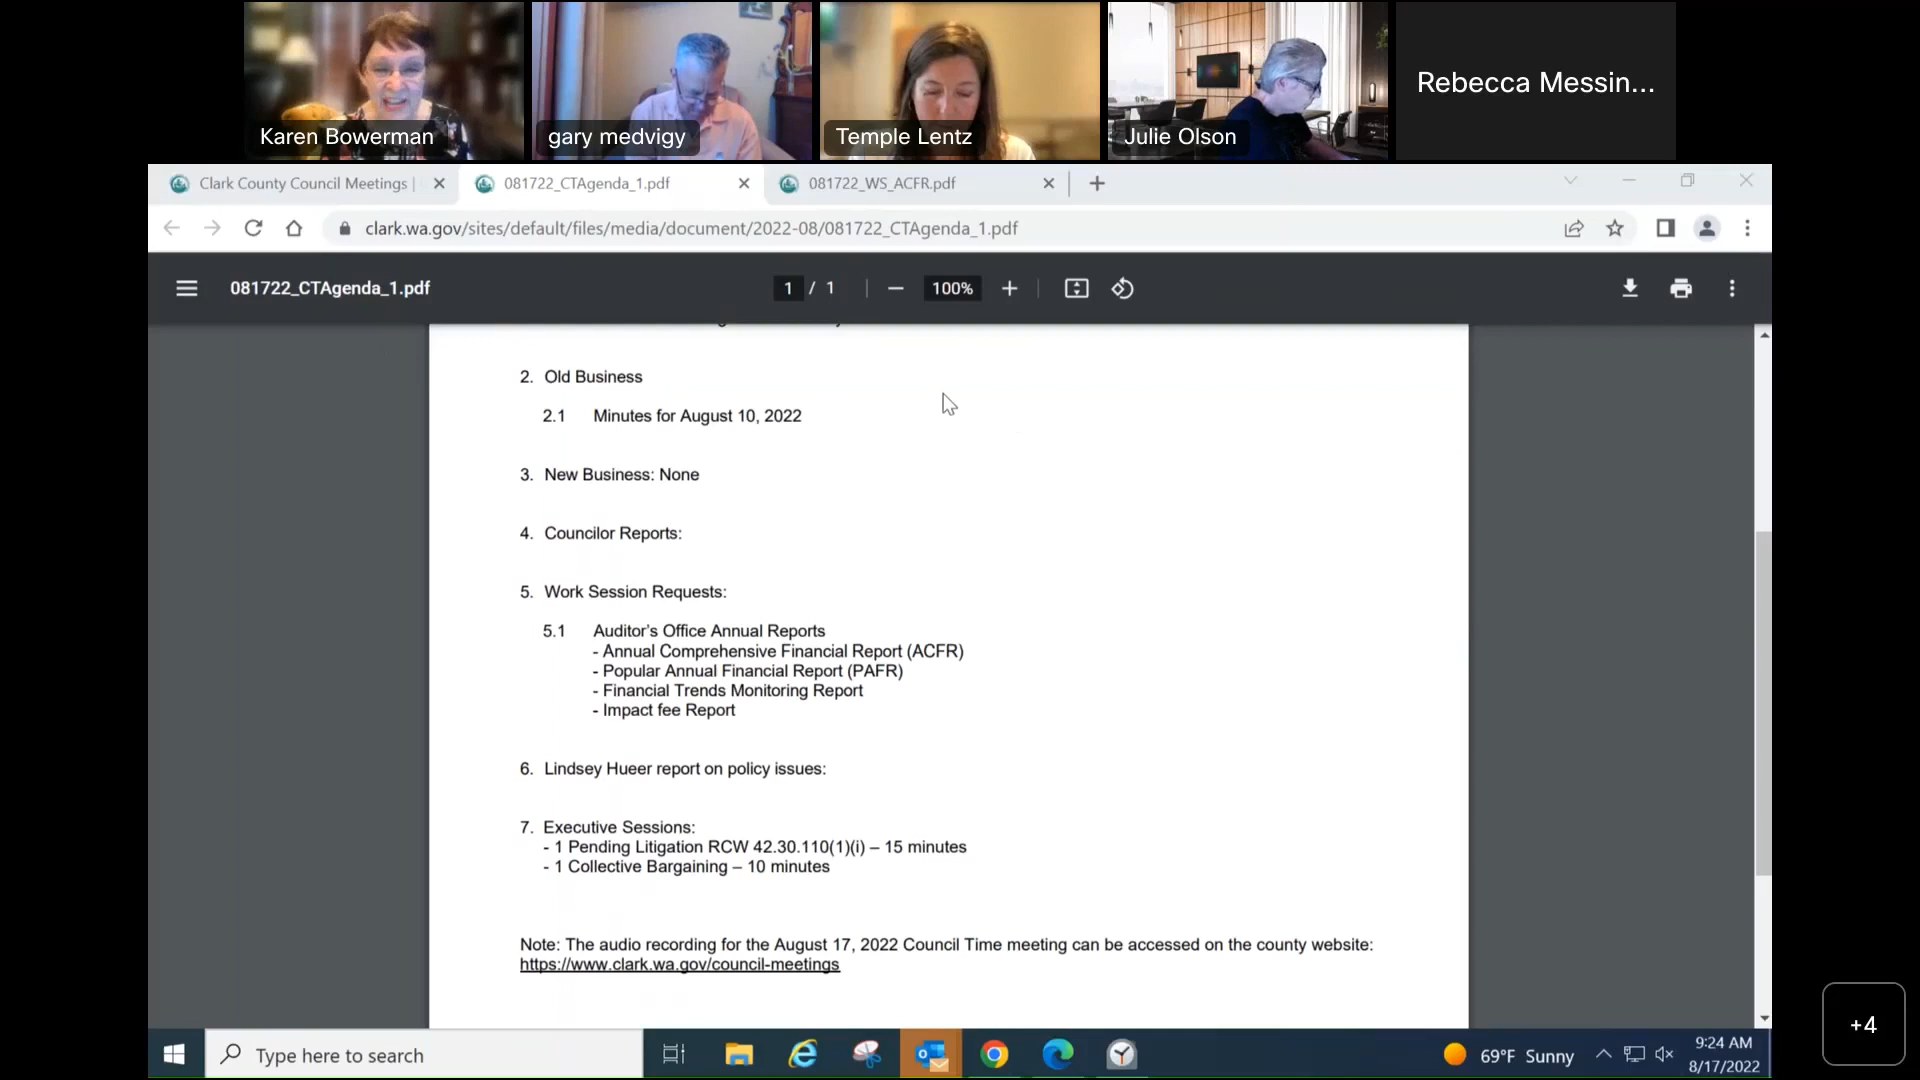 Karen Bowerman
gary medvigy
Temple Lentz
Julie Olson
Rebecca Messin...
Clark County Council Meetings |
081722_CTAgenda_1.pdf
081722_WS_ACFR.pdf
clark.wa.gov/sites/default/files/media/document/2022-08/081722_CTAgenda_1.pdf
081722_CTAgenda_1.pdf
1 / 1
100%
2. Old Business
2.1 Minutes for August 10, 2022
3. New Business: None
4. Councilor Reports:
5. Work Session Requests:
5.1 Auditor's Office Annual Reports
- Annual Comprehensive Financial Report (ACFR)
- Popular Annual Financial Report (PAFR)
- Financial Trends Monitoring Report
- Impact fee Report
6. Lindsey Hueer report on policy issues:
7. Executive Sessions:
- 1 Pending Litigation RCW 42.30.110(1)(i) – 15 minutes
- 1 Collective Bargaining – 10 minutes
Note: The audio recording for the August 17, 2022 Council Time meeting can be accessed on the county website:
https://www.clark.wa.gov/council-meetings
+4
Type here to search
69°F Sunny
9:24 AM
8/17/2022